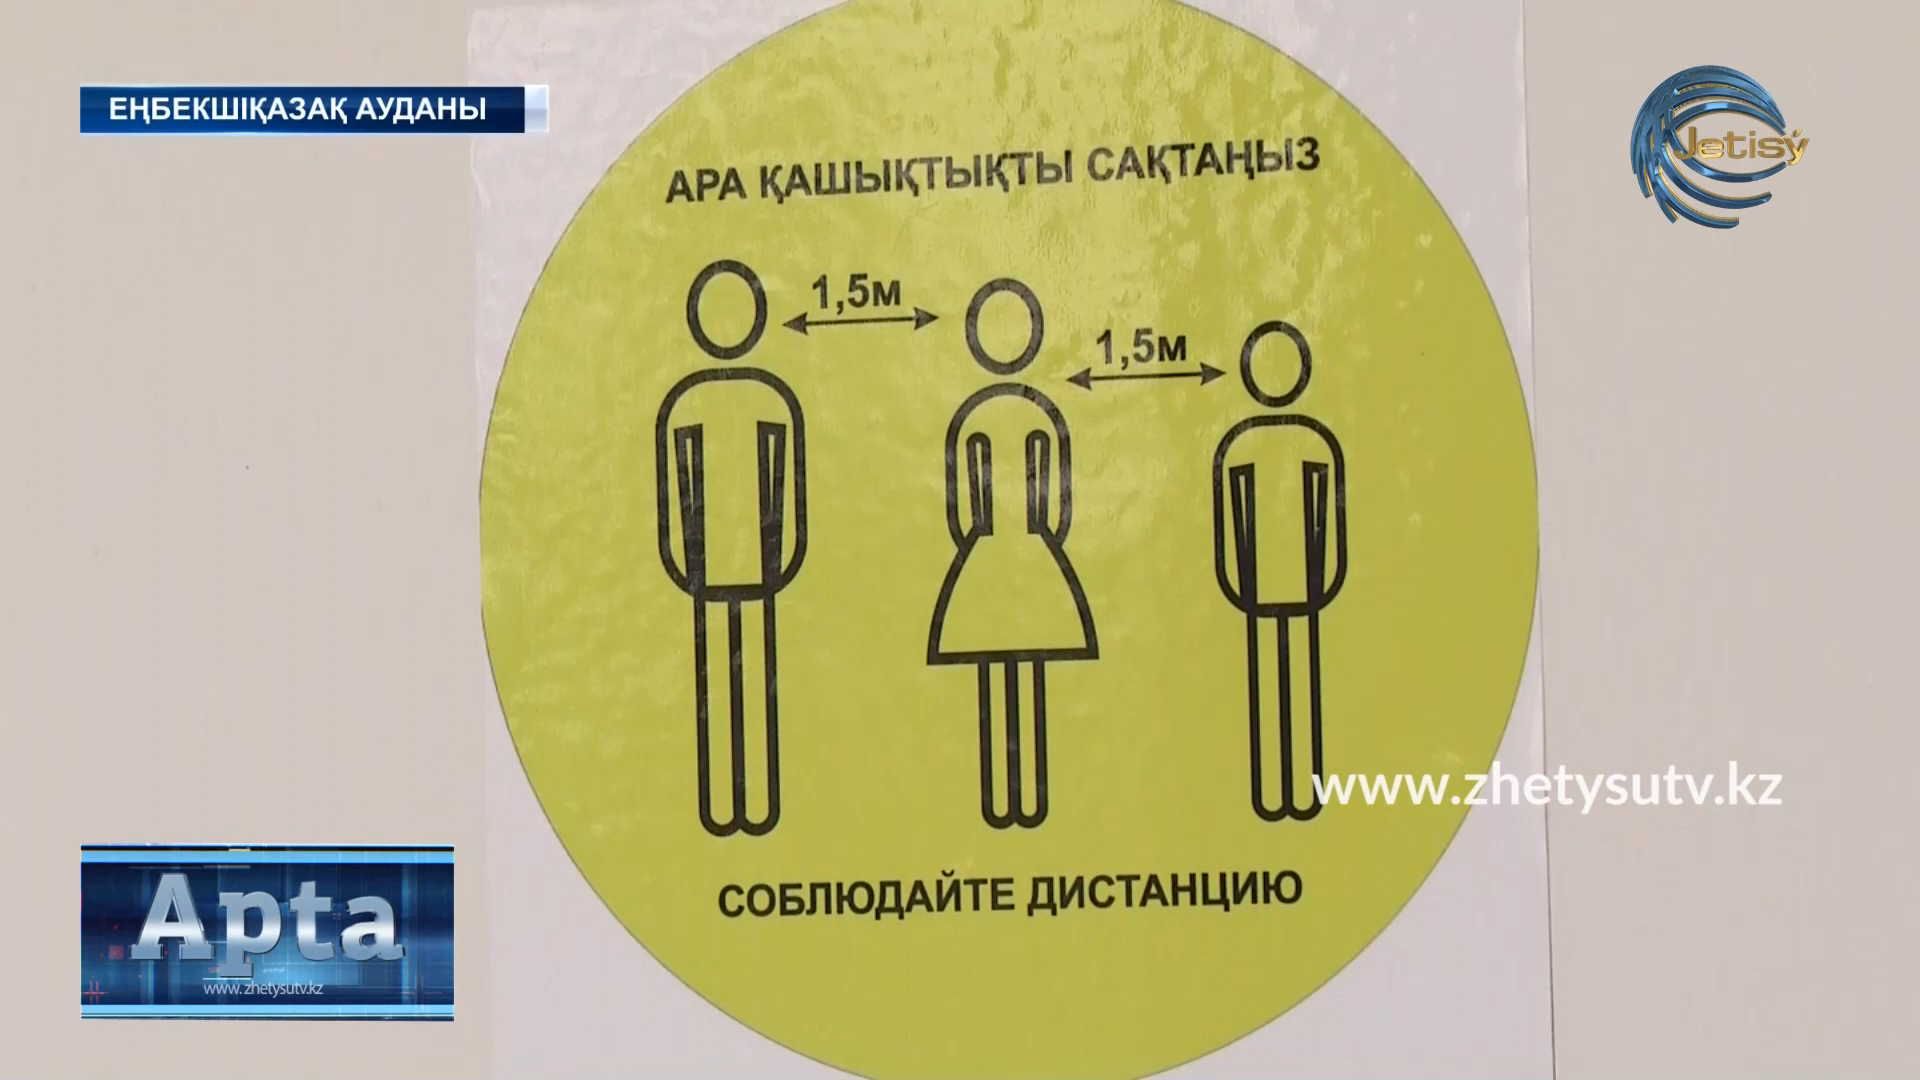 ЕҢБЕКШІҚАЗАҚ АУДАНЫ
Jetisý
АРА ҚАШЫҚТЫҚТЫ САҚТАҢЫЗ
1,5м
1,5м
www.zhetysutv.kz
СОБЛЮДАЙТЕ ДИСТАНЦИЮ
Apta
www.zhetysutv.kz